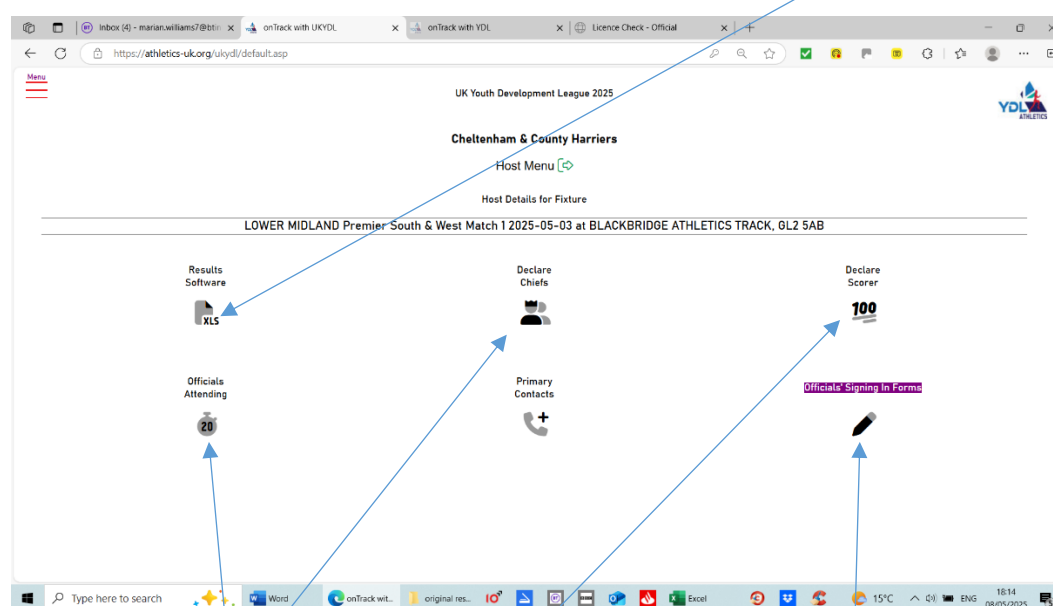 Inbox (4) - marian.williams7@btin
onTrack with UKYDL
onTrack with YDL
Licence Check - Official
https://athletics-uk.org/ukydl/default.asp
Menu
UK Youth Development League 2025
YDL
ATHLETICS
Cheltenham & County Harriers
Host Menu
Host Details for Fixture
LOWER MIDLAND Premier South & West Match 1 2025-05-03 at BLACKBRIDGE ATHLETICS TRACK, GL2 5AB
Results
Software
XLS
Declare
Chiefs
Declare
Scorer
100
Officials
Attending
20
Primary
Contacts
Officials' Signing In Forms
Type here to search
Word
onTrack wit...
original res...
Excel
15°C
ENG
18:14
08/05/2025